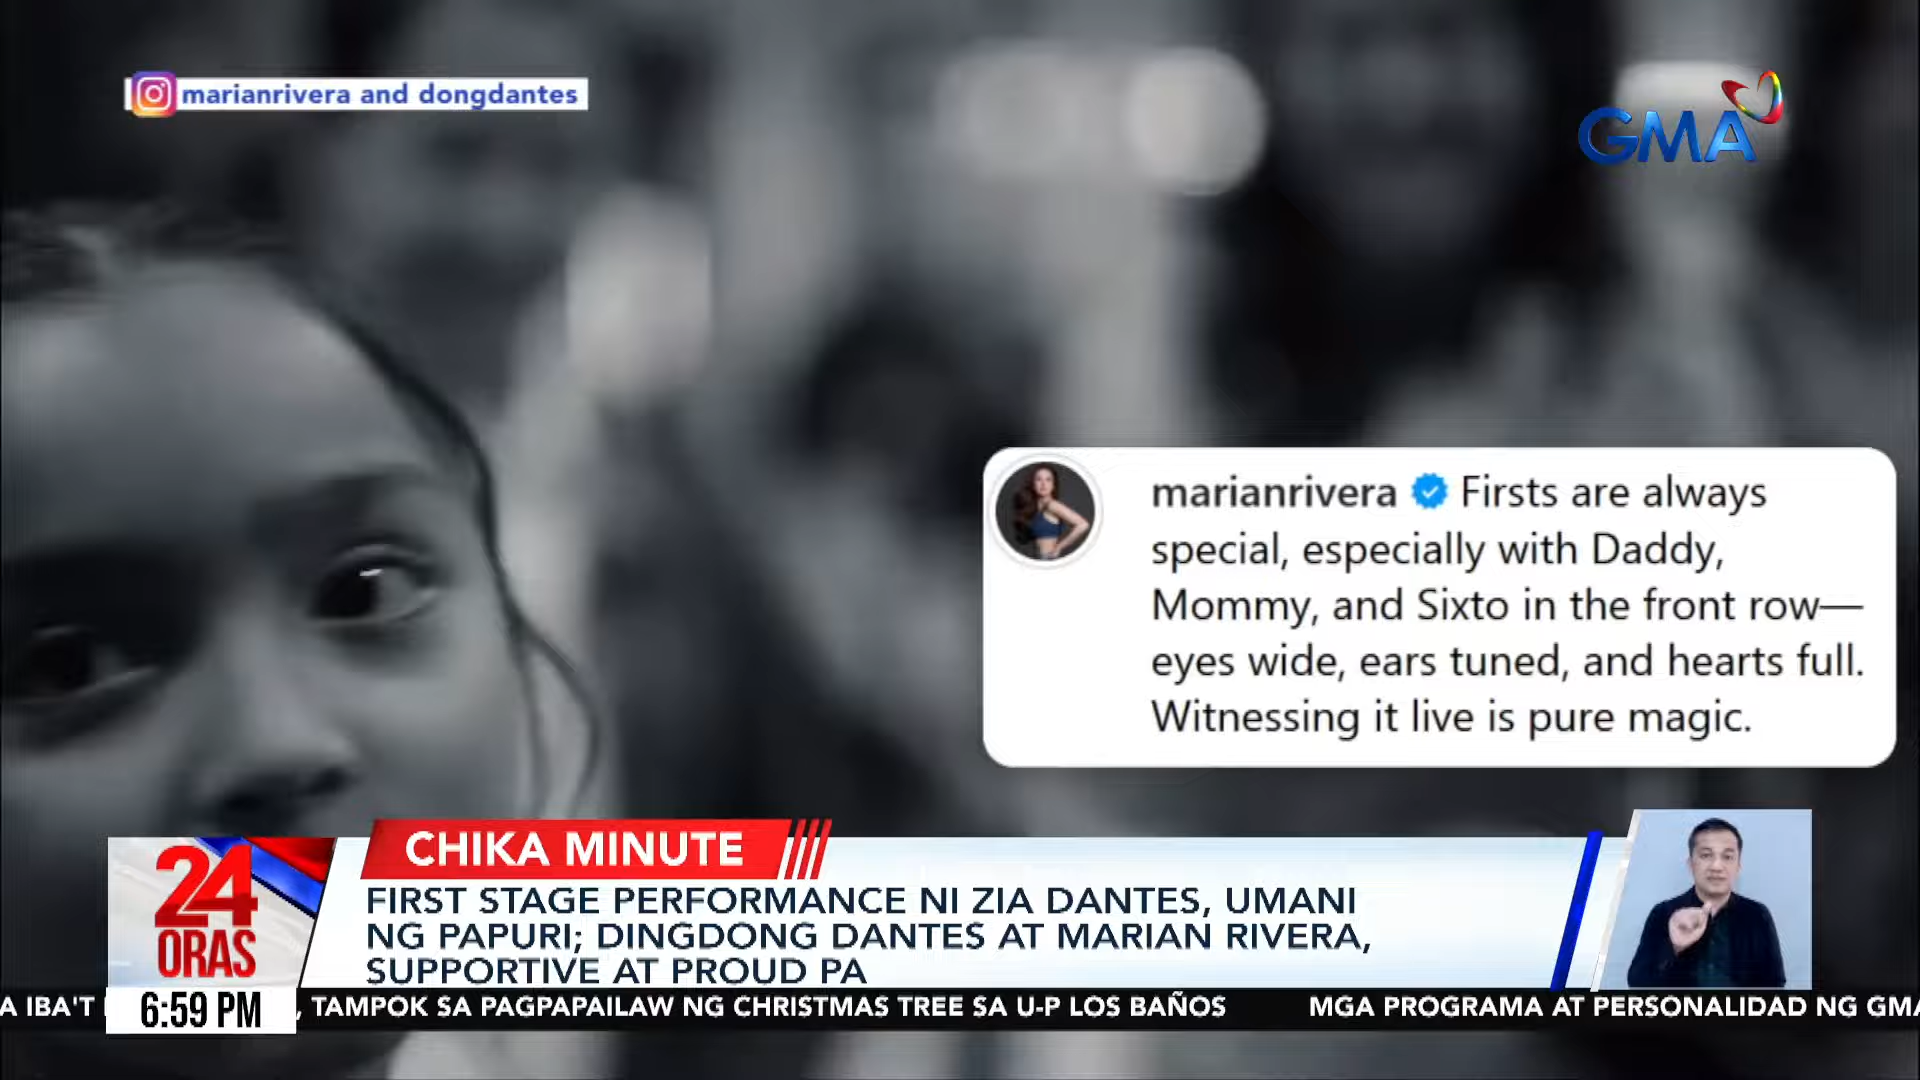 marianrivera and dongdantes
GMA
marianrivera Firsts are always
special, especially with Daddy,
Mommy, and Sixto in the front row—
eyes wide, ears tuned, and hearts full.
Witnessing it live is pure magic.
CHIKA MINUTE
24
ORAS
FIRST STAGE PERFORMANCE NI ZIA DANTES, UMANI
NG PAPURI; DINGDONG DANTES AT MARIAN RIVERA,
SUPPORTIVE AT PROUD PA
6:59 PM
A IBA'T , TAMPOK SA PAGPAPAILAW NG CHRISTMAS TREE SA U-P LOS BAÑOS MGA PROGRAMA AT PERSONALIDAD NG GMA